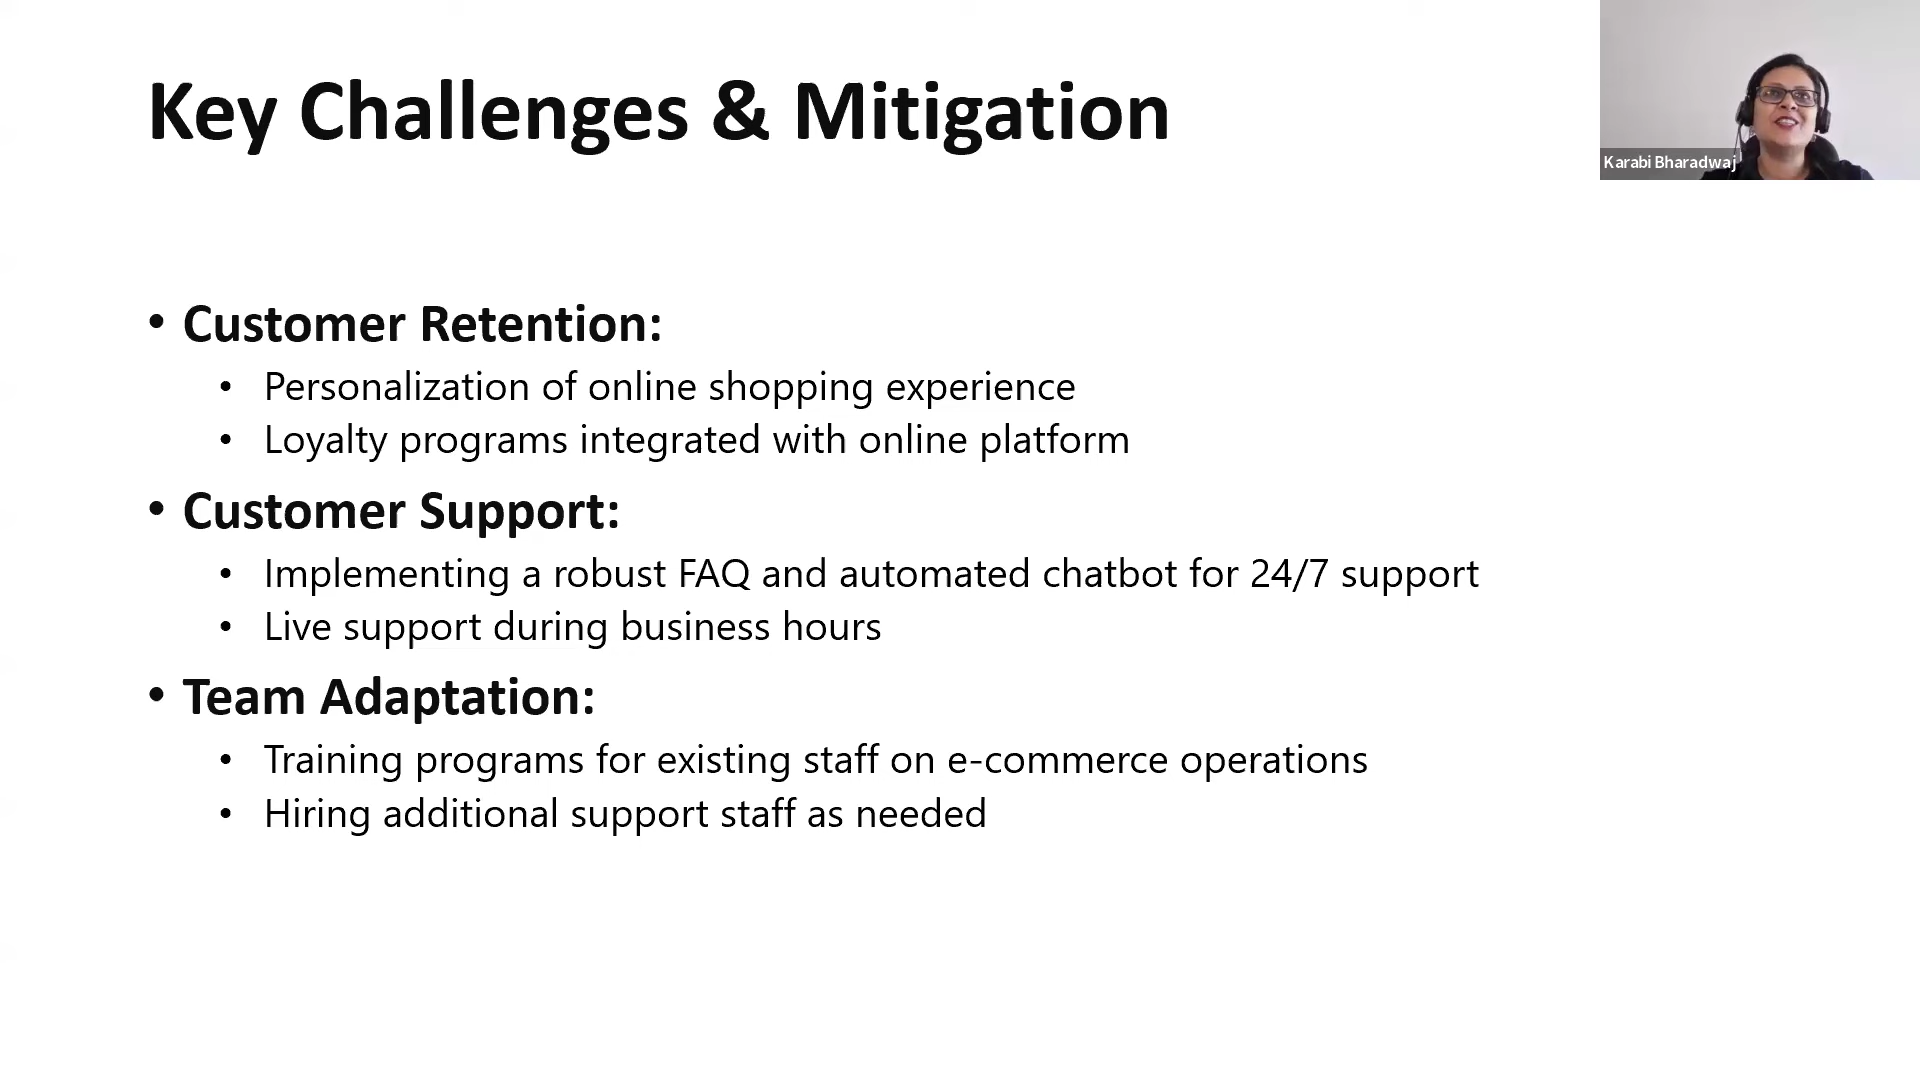 Key Challenges & Mitigation
Karabi Bharadwaj
• Customer Retention:
• Personalization of online shopping experience
• Loyalty programs integrated with online platform
• Customer Support:
• Implementing a robust FAQ and automated chatbot for 24/7 support
• Live support during business hours
• Team Adaptation:
• Training programs for existing staff on e-commerce operations
• Hiring additional support staff as needed